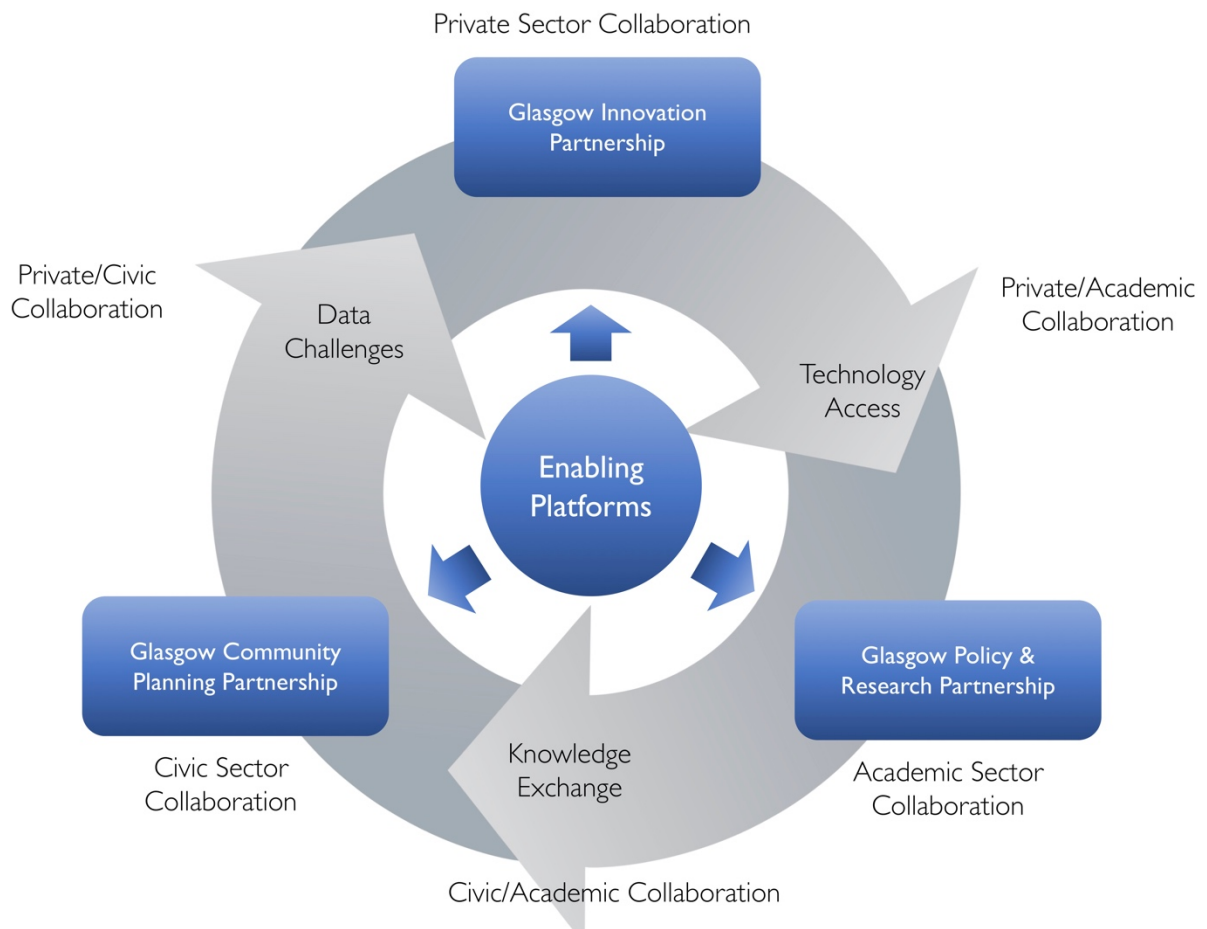 Private Sector Collaboration
Glasgow Innovation
Partnership
Private/Civic
Collaboration
Data
Challenges
Private/Academic
Collaboration
Technology
Access
Enabling
Platforms
Glasgow Community
Planning Partnership
Glasgow Policy &
Research Partnership
Civic Sector
Collaboration
Knowledge
Exchange
Academic Sector
Collaboration
Civic/Academic Collaboration